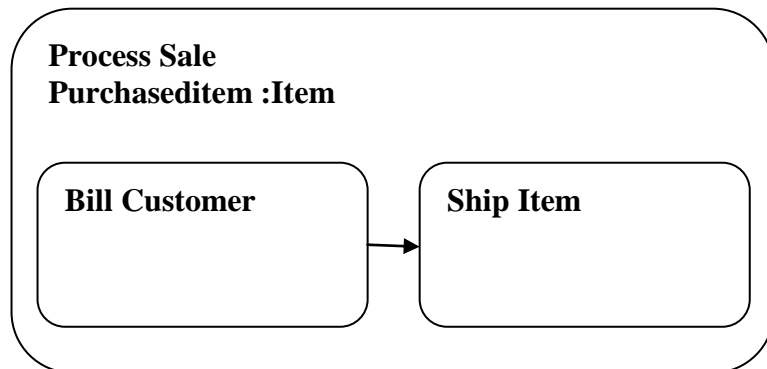 Process Sale
Purchaseditem :Item
Bill Customer
Ship Item